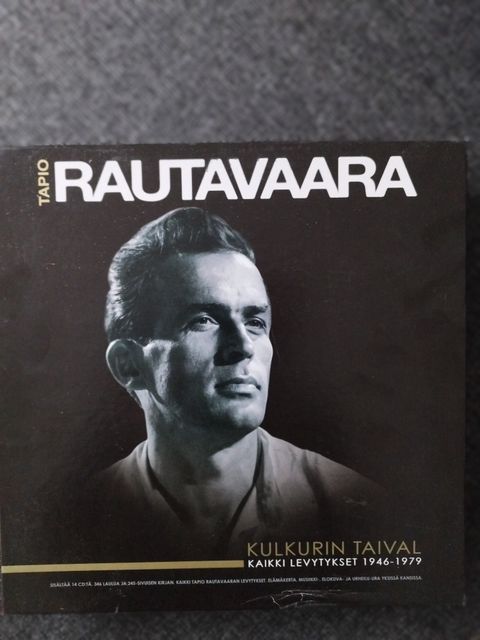 TAPIO
RAUTAVAARA
KULKURIN TAIVAL
KAIKKI LEVYTYKSET 1946-1979
SISÄLTÄÄ 14 CD:TÄ, 346 LAULUA JA 245-SIVUISEN KIRJAN. KAIKKI TAPIO RAUTAVAARAN LEVYTYKSET. ELÄMÄKERTA, MUSIIKKI-, ELOKUVA- JA URHEILU-URA YKSISSÄ KANSISSA.